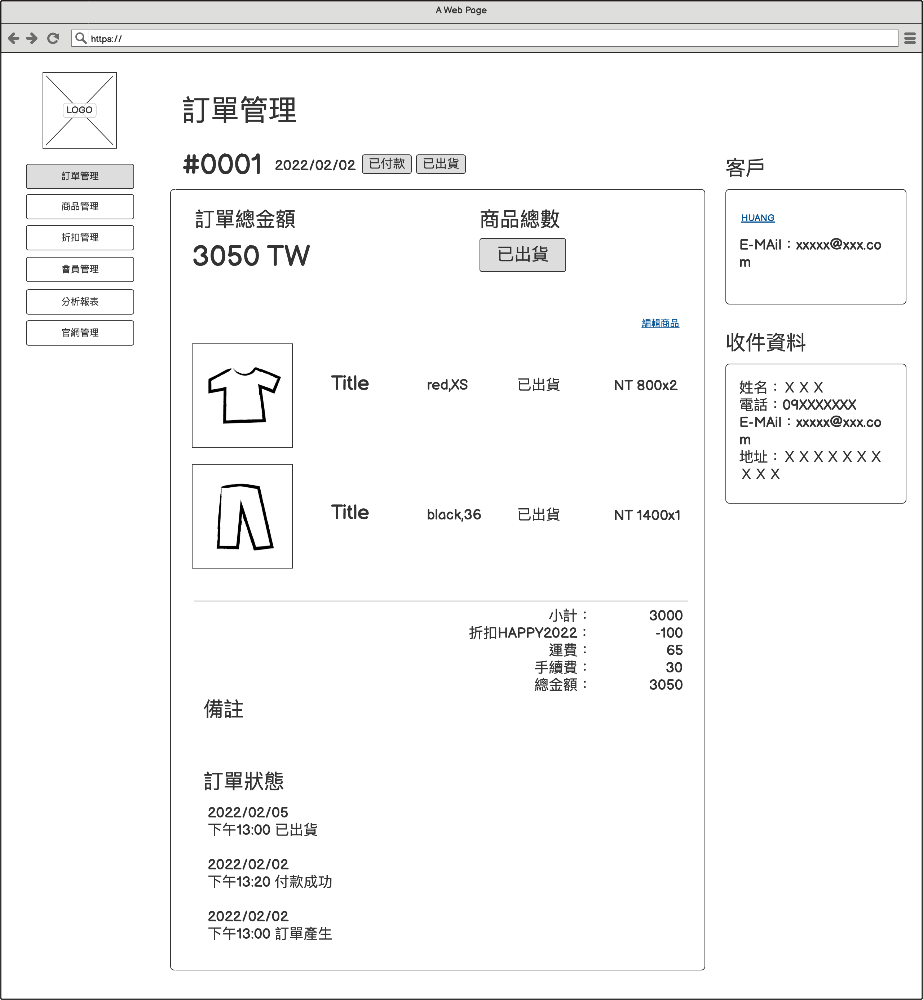 A Web Page
https://
LOGO
訂單管理
商品管理
折扣管理
會員管理
分析報表
官網管理
訂單管理
#0001 2022/02/02 已付款 已出貨
訂單總金額
3050 TW
商品總數
已出貨
編輯商品
Title red,XS 已出貨 NT 800x2
Title black,36 已出貨 NT 1400x1
小計： 3000
折扣HAPPY2022： -100
運費： 65
手續費： 30
總金額： 3050
備註
訂單狀態
2022/02/05
下午13:00 已出貨
2022/02/02
下午13:20 付款成功
2022/02/02
下午13:00 訂單產生
客戶
HUANG
E-MAil：xxxxx@xxx.co
m
收件資料
姓名：ＸＸＸ
電話：09XXXXXXX
E-MAil：xxxxx@xxx.co
m
地址：ＸＸＸＸＸＸＸ
ＸＸＸ